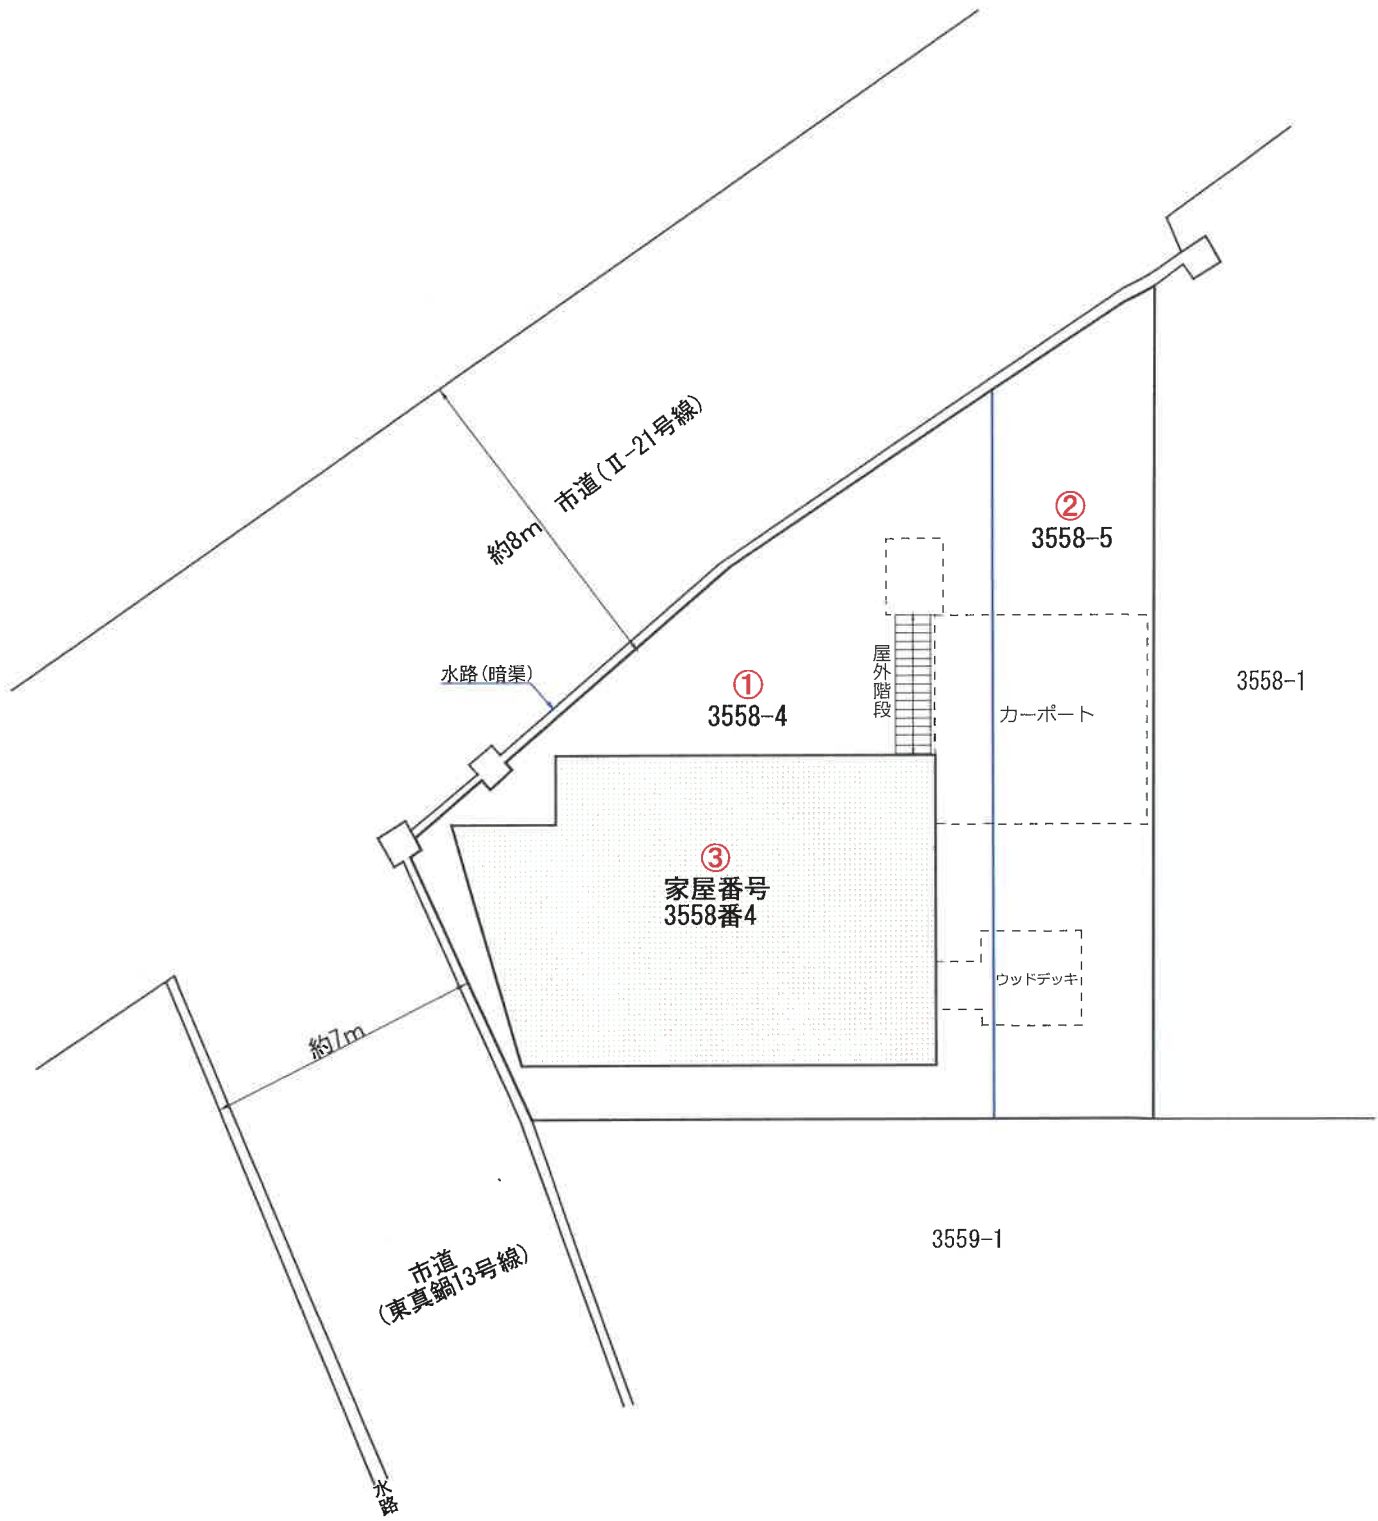 市道(Ⅱ-21号線)
約8m
②
3558-5
水路(暗渠)
屋外階段
①
3558-4
カーポート
3558-1
③
家屋番号
3558番4
ウッドデッキ
約7m
市道
(東真鍋13号線)
3559-1
水路